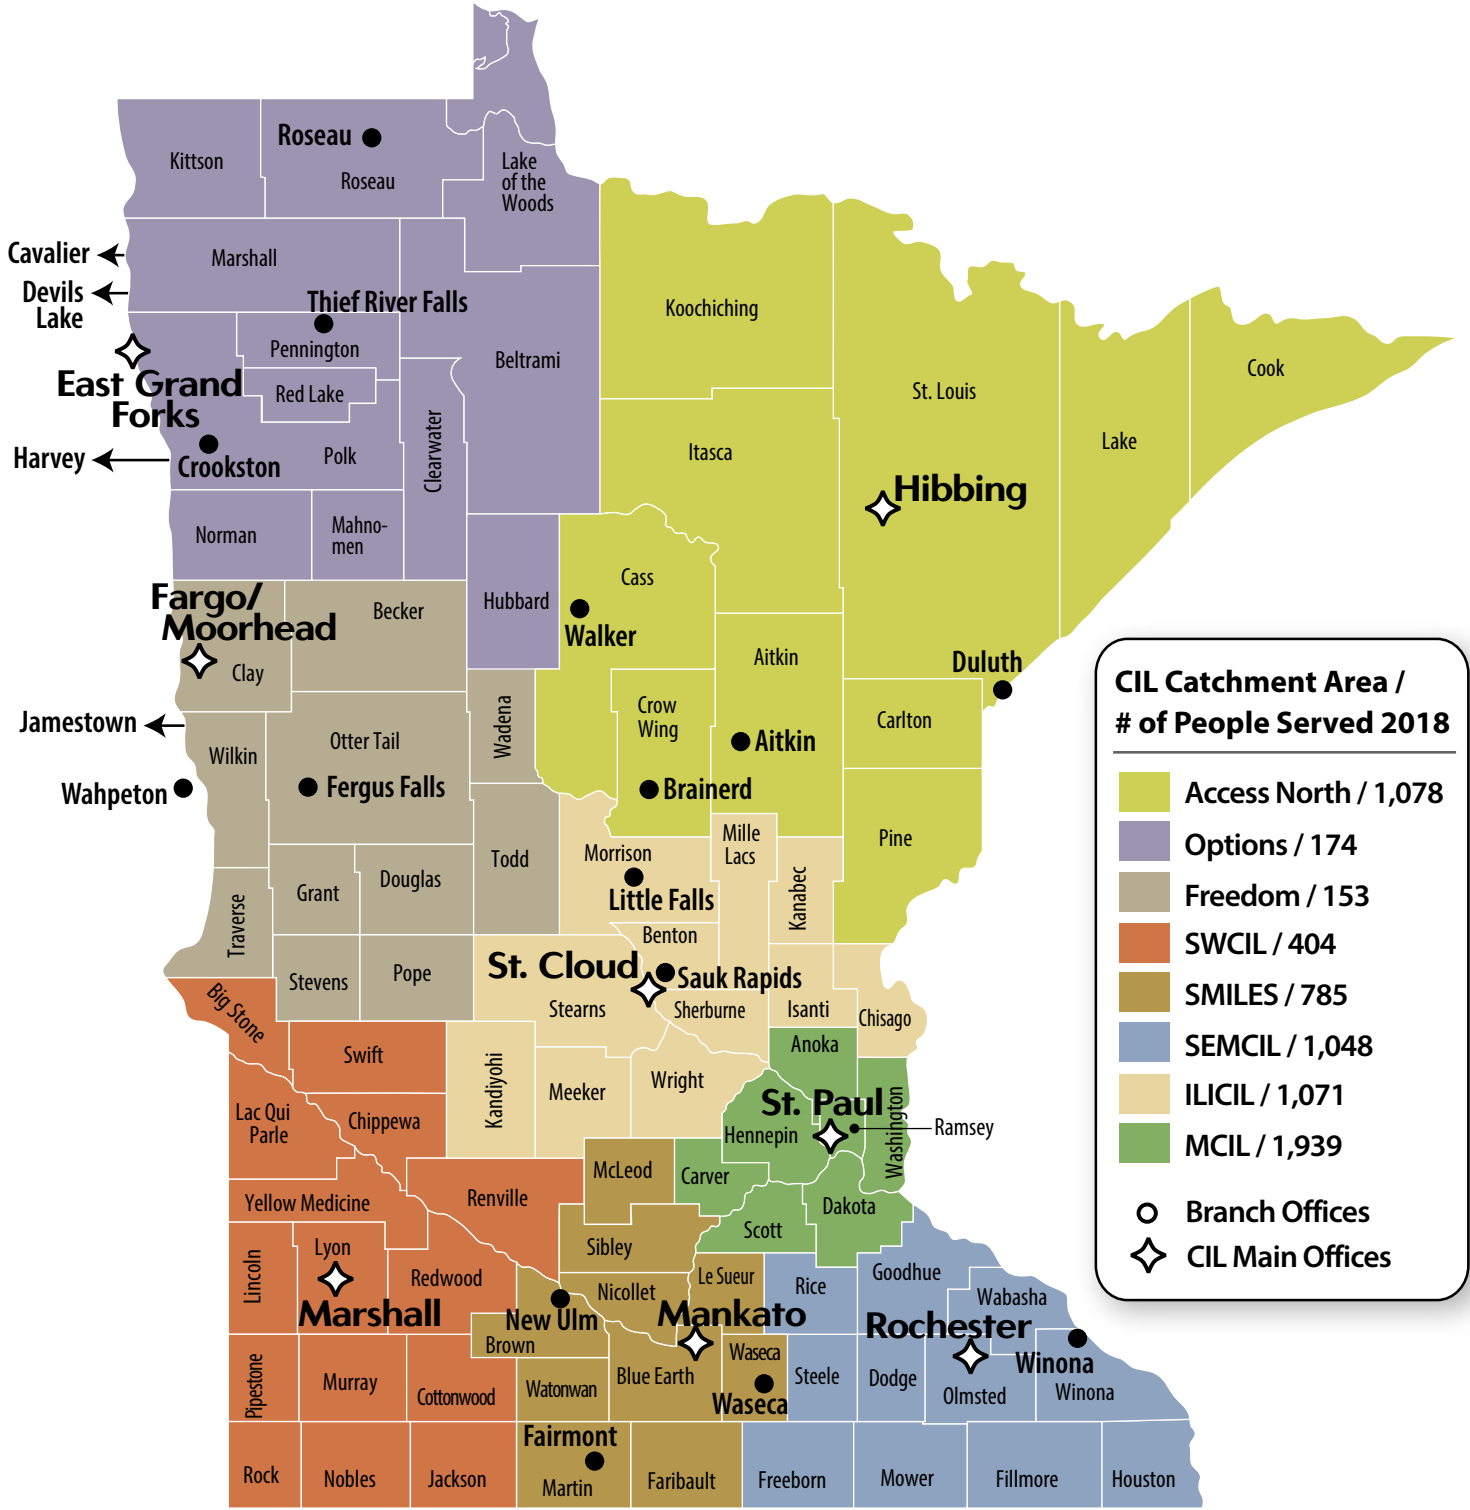 Roseau
Kittson
Roseau
Lake
of the
Woods
Cavalier
Marshall
Devils
Lake
Thief River Falls
Koochiching
Pennington
Beltrami
Cook
East Grand
Forks
Red Lake
St. Louis
Clearwater
Lake
Itasca
Harvey
Crookston
Polk
Hibbing
Norman
Mahno-
men
Fargo/
Moorhead
Becker
Hubbard
Cass
Walker
Clay
Aitkin
Duluth
Jamestown
Wilkin
Otter Tail
Wadena
Crow
Wing
Aitkin
Carlton
Wahpeton
Fergus Falls
Brainerd
Mille
Lacs
Pine
Todd
Morrison
Grant
Douglas
Little Falls
Kanabec
Traverse
Benton
St. Cloud
Sauk Rapids
Stevens
Pope
Stearns
Sherburne
Isanti
Chisago
Big Stone
Swift
Anoka
Kandiyohi
Meeker
Wright
Lac Qui
Parle
Chippewa
St. Paul
Hennepin
Ramsey
Washington
McLeod
Carver
Yellow Medicine
Renville
Dakota
Scott
Lincoln
Lyon
Sibley
Redwood
Le Sueur
Rice
Goodhue
Nicollet
Wabasha
Marshall
New Ulm
Mankato
Rochester
Brown
Waseca
Winona
Pipestone
Murray
Cottonwood
Watonwan
Blue Earth
Steele
Dodge
Olmsted
Winona
Waseca
Fairmont
Rock
Nobles
Jackson
Martin
Faribault
Freeborn
Mower
Fillmore
Houston
CIL Catchment Area /
# of People Served 2018
Access North / 1,078
Options / 174
Freedom / 153
SWCIL / 404
SMILES / 785
SEMCIL / 1,048
ILICIL / 1,071
MCIL / 1,939
Branch Offices
CIL Main Offices